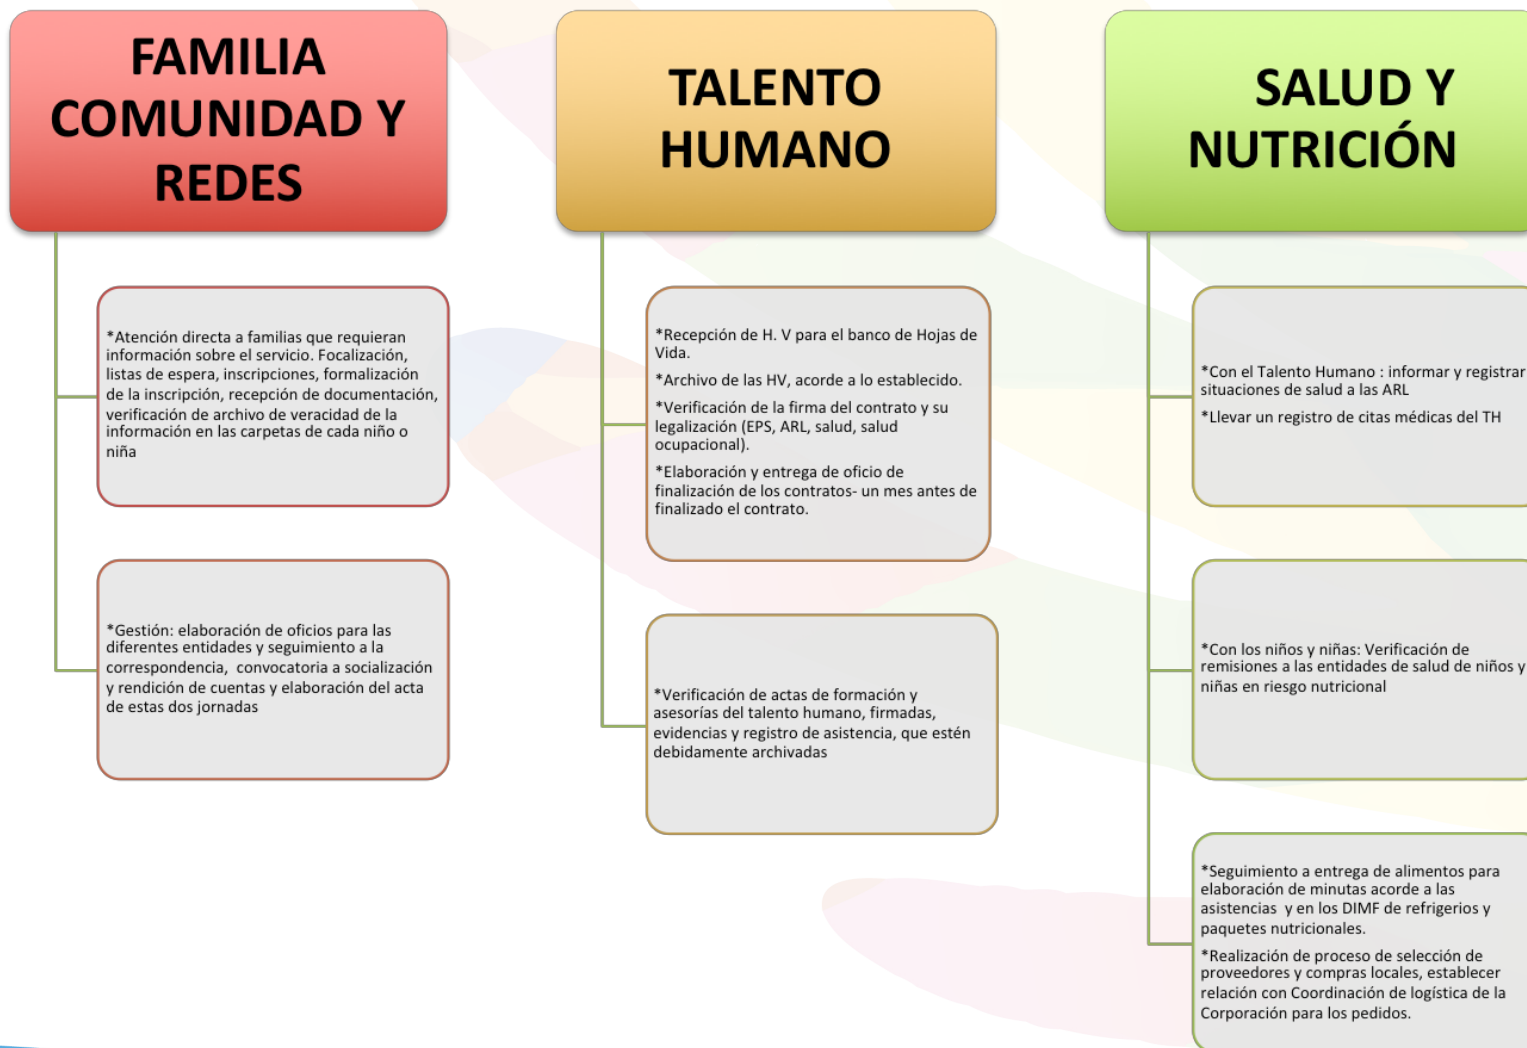 FAMILIA
COMUNIDAD Y
REDES
*Atención directa a familias que requieran
información sobre el servicio. Focalización,
listas de espera, inscripciones, formalización
de la inscripción, recepción de documentación,
verificación de archivo de veracidad de la
información en las carpetas de cada niño o
niña
*Gestión: elaboración de oficios para las
diferentes entidades y seguimiento a la
correspondencia,  convocatoria a socialización
y rendición de cuentas y elaboración del acta
de estas dos jornadas
TALENTO
HUMANO
*Recepción de H. V para el banco de Hojas de
Vida.
*Archivo de las HV, acorde a lo establecido.
*Verificación de la firma del contrato y su
legalización (EPS, ARL, salud, salud
ocupacional).
*Elaboración y entrega de oficio de
finalización de los contratos- un mes antes de
finalizado el contrato.
*Verificación de actas de formación y
asesorías del talento humano, firmadas,
evidencias y registro de asistencia, que estén
debidamente archivadas
SALUD Y
NUTRICIÓN
*Con el Talento Humano : informar y registrar
situaciones de salud a las ARL
*Llevar un registro de citas médicas del TH
*Con los niños y niñas: Verificación de
remisiones a las entidades de salud de niños y
niñas en riesgo nutricional
*Seguimiento a entrega de alimentos para
elaboración de minutas acorde a las
asistencias  y en los DIMF de refrigerios y
paquetes nutricionales.
*Realización de proceso de selección de
proveedores y compras locales, establecer
relación con Coordinación de logística de la
Corporación para los pedidos.